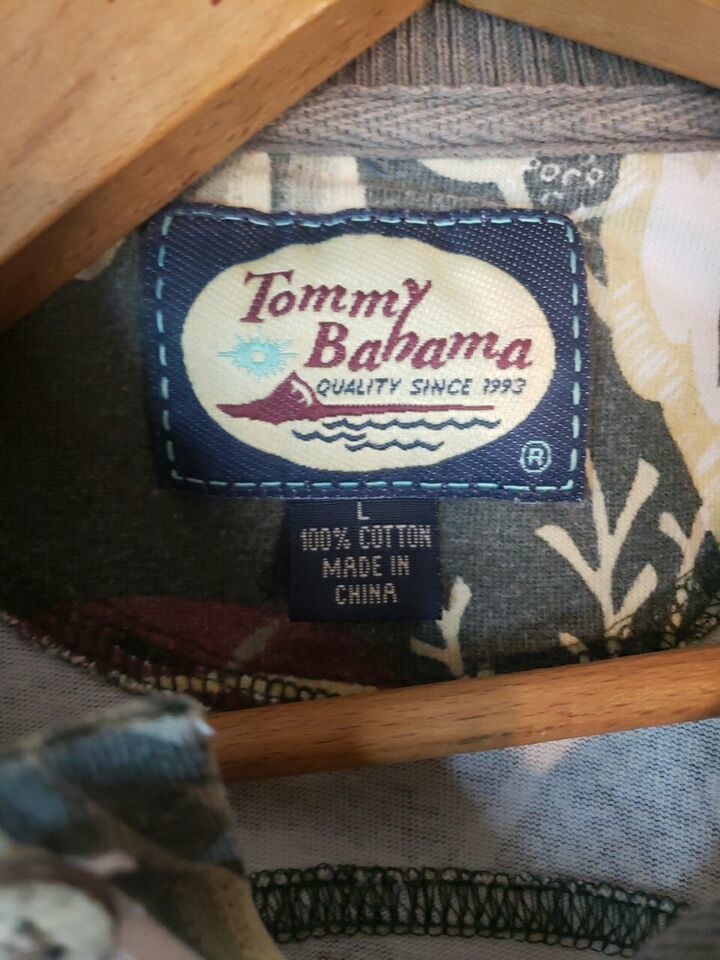 Tommy
Bahama
QUALITY SINCE 1993
®
L
100% COTTON
MADE IN
CHINA